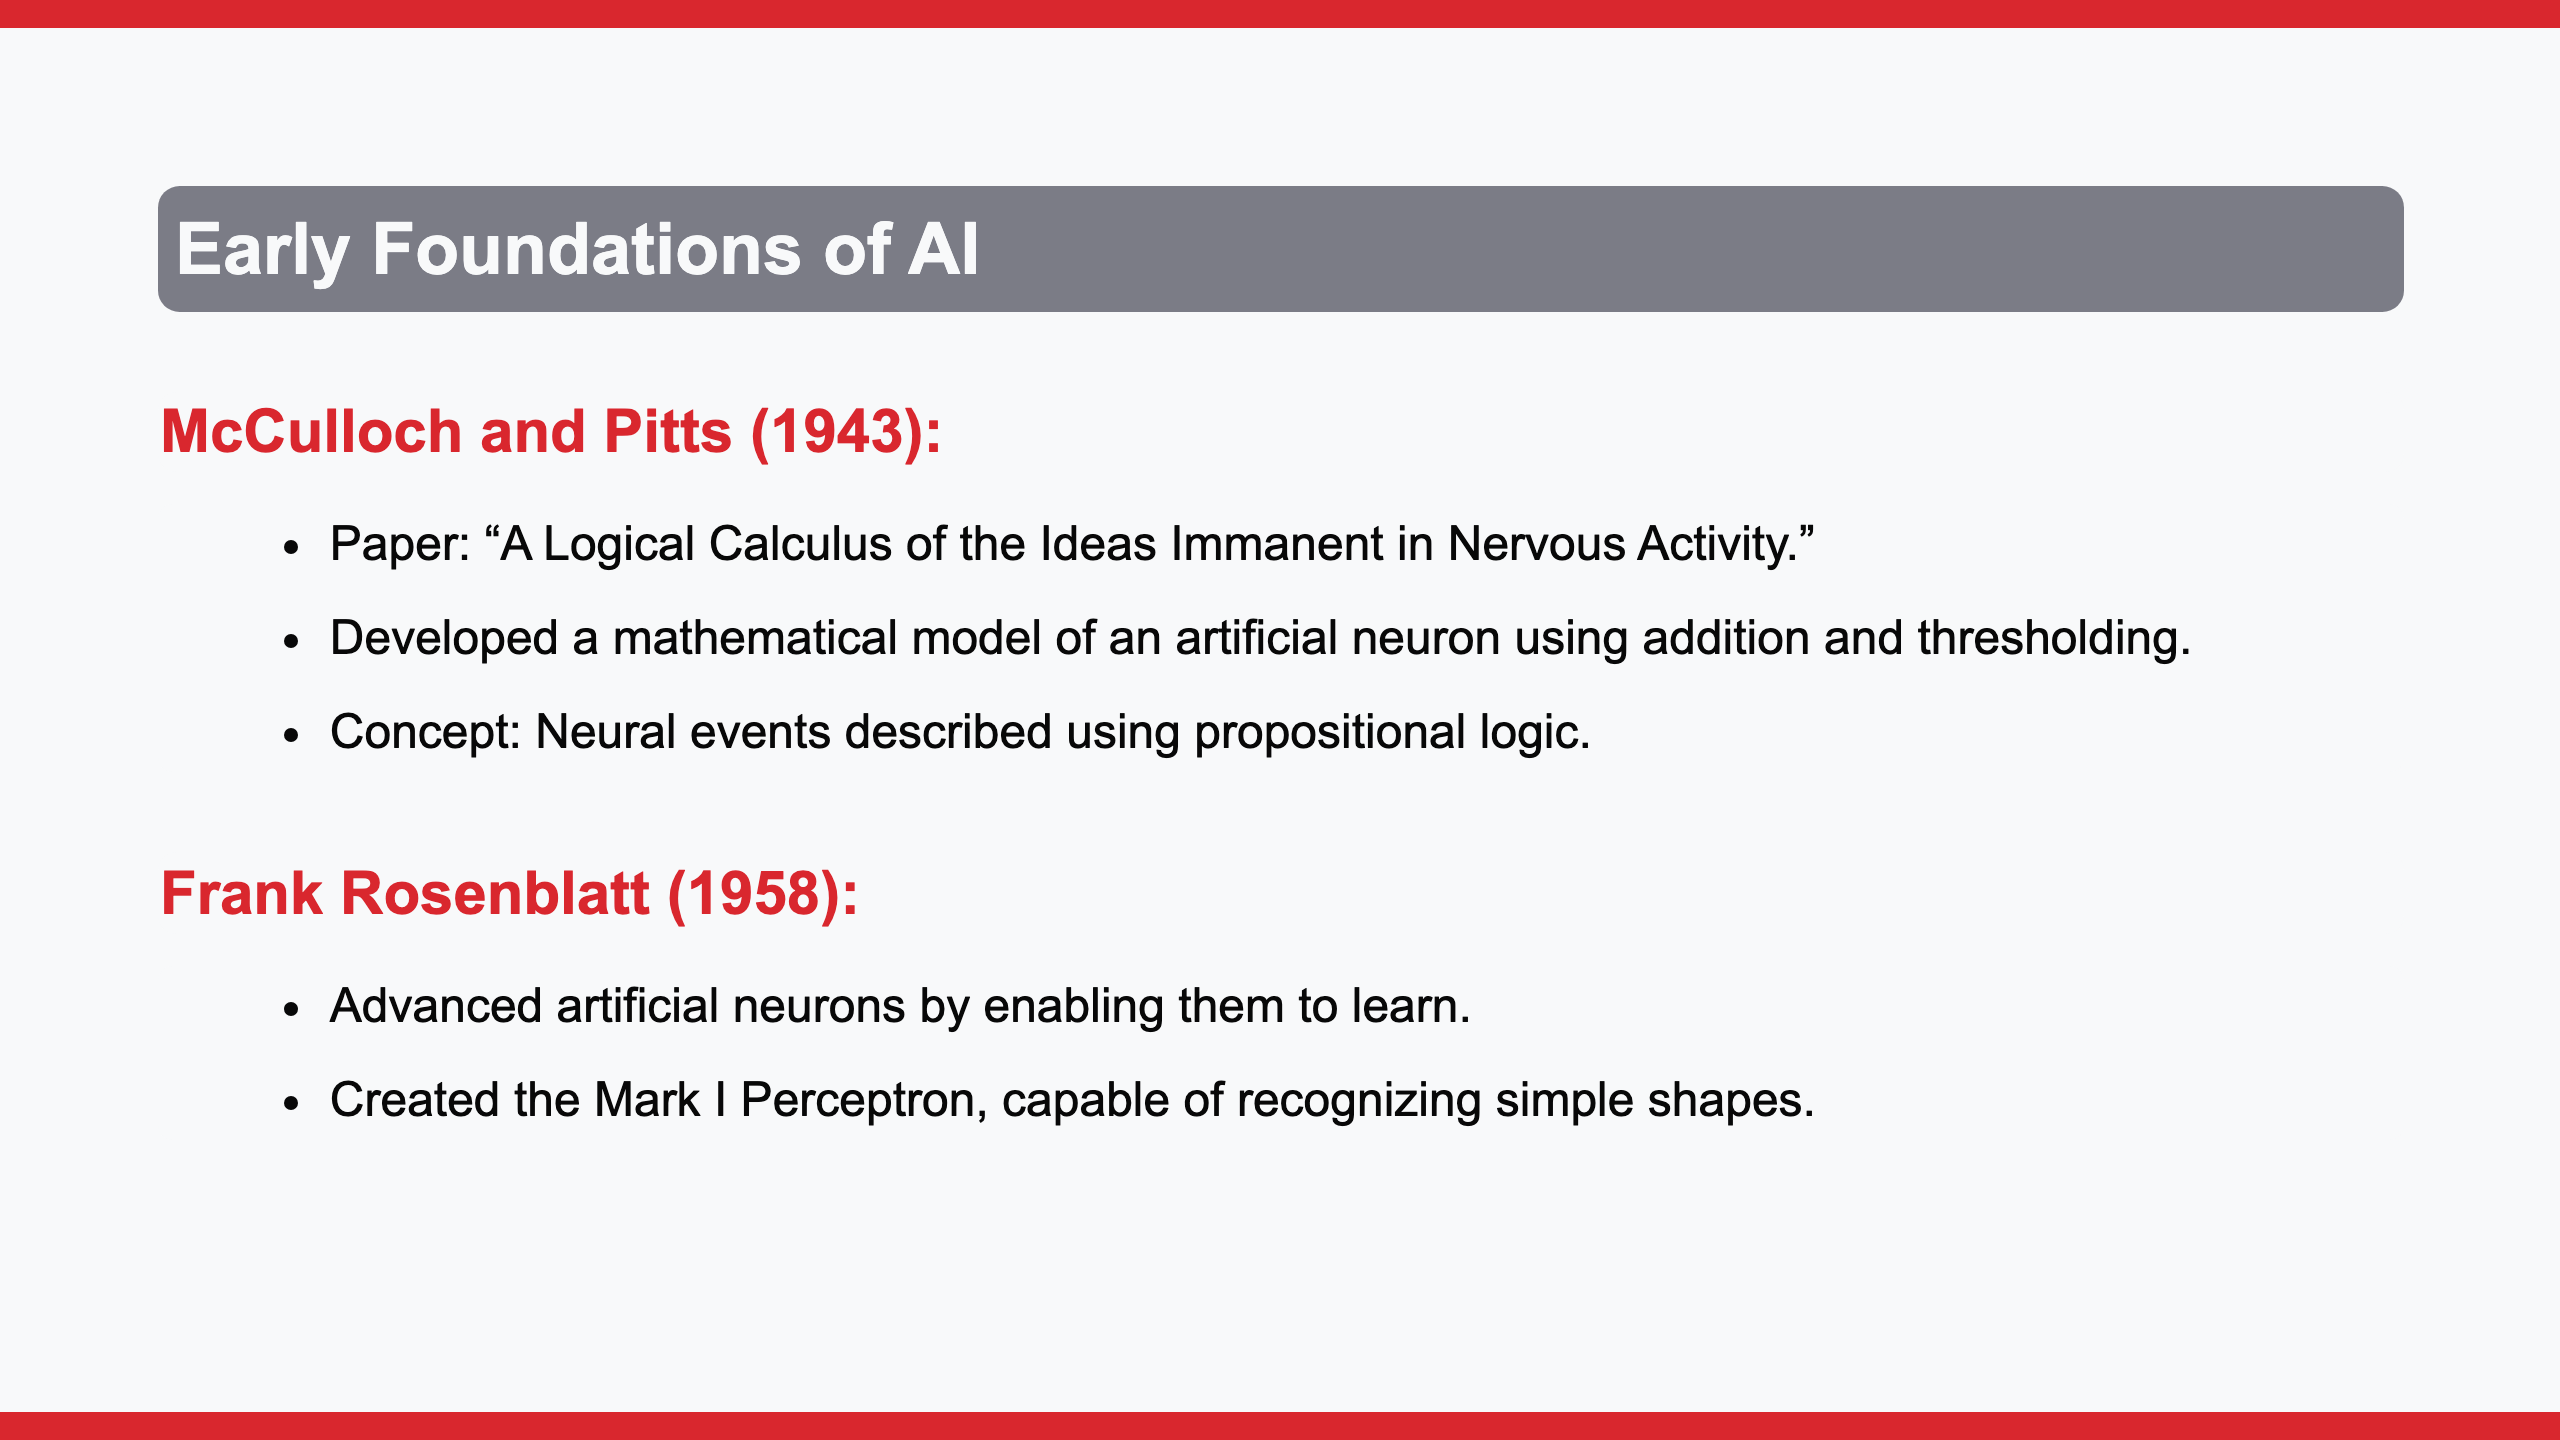 Early Foundations of AI
McCulloch and Pitts (1943):
• Paper: “A Logical Calculus of the Ideas Immanent in Nervous Activity.”
• Developed a mathematical model of an artificial neuron using addition and thresholding.
• Concept: Neural events described using propositional logic.
Frank Rosenblatt (1958):
• Advanced artificial neurons by enabling them to learn.
• Created the Mark I Perceptron, capable of recognizing simple shapes.